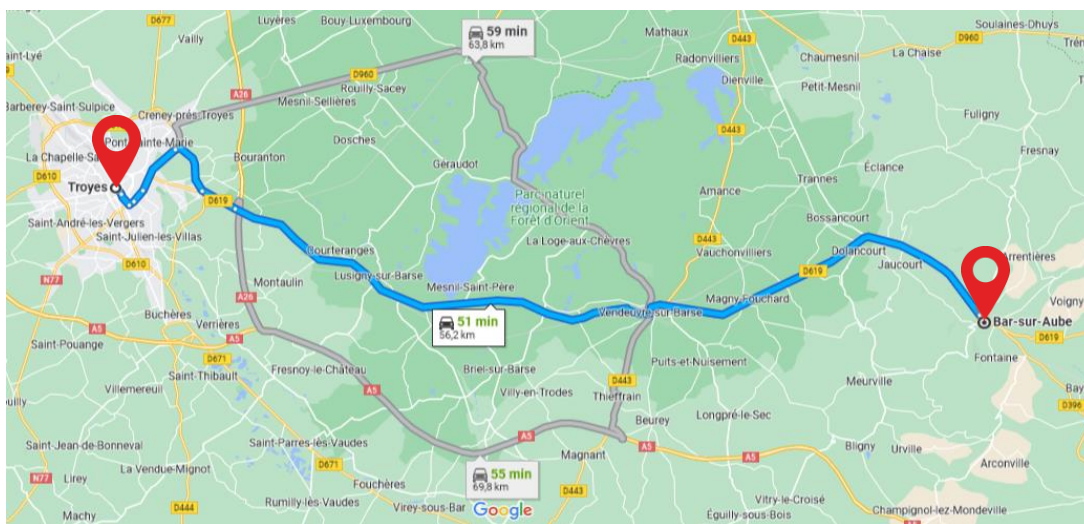 D677
Luyères
Bouy-Luxembourg
Vailly
59 min
63,8 km
Mathaux
D443
Soulaines-Dhuys
D960
Chaumesnil
La Chaise
Radonvilliers
Dienville
Petit-Mesnil
D960
Rouilly-Sacey
A26
Mesnil-Sellières
Barberey-Saint-Sulpice
Creney-près-Troyes
Fuligny
D443
Dosches
Fresnay
Bouranton
Géraudot
Éclance
Trannes
D610
Troyes
Parc naturel
régional de la
Forêt d'Orient
Amance
D619
Bossancourt
Saint-André-les-Vergers
Saint-Julien-les-Villas
La Loge-aux-Chèvres
D443
Vauchonvilliers
Dolancourt
Courteranges
Arrentières
D610
Jaucourt
N77
Montaulin
Lusigny-sur-Barse
D619
Mesnil-Saint-Père
Magny-Fouchard
A26
Vendeuvre-sur-Barse
Bûchères
51 min
56,2 km
Bar-sur-Aube
Verrières
A5
D619
Saint-Pouange
D671
Fontaine
Puits-et-Nuisement
Saint-Thibault
Fresnoy-le-Château
Briel-sur-Barse
D443
Meurville
A5
Villemereuil
Villy-en-Trodes
Thieffrain
D396
Longpré-le-Sec
Beurey
Saint-Jean-de-Bonneval
Saint-Parres-lès-Vaudes
A5
Bligny
Urville
Magnant
A5
D671
La Vendue-Mignot
N77
Lirey
55 min
69,8 km
Arconville
Fouchères
D443
Vitry-le-Croisé
Machy
D444
Rumilly-lès-Vaudes
Virey-sous-Bar
Google
Éguilly-sous-Bois
Champignol-lez-Mondeville